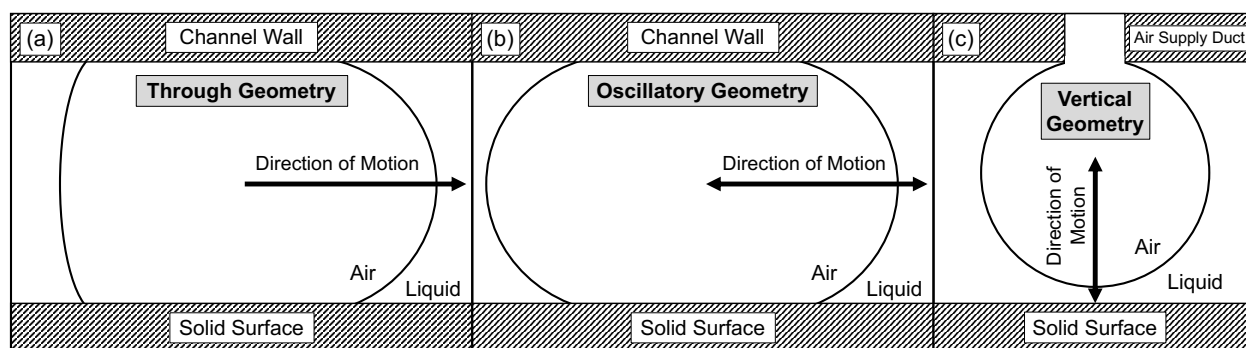 (a)
Channel Wall
Through Geometry
Direction of Motion
Air
Liquid
Solid Surface
(b)
Channel Wall
Oscillatory Geometry
Direction of Motion
Air
Liquid
Solid Surface
(c)
Air Supply Duct
Vertical
Geometry
Direction of
Motion
Air
Liquid
Solid Surface